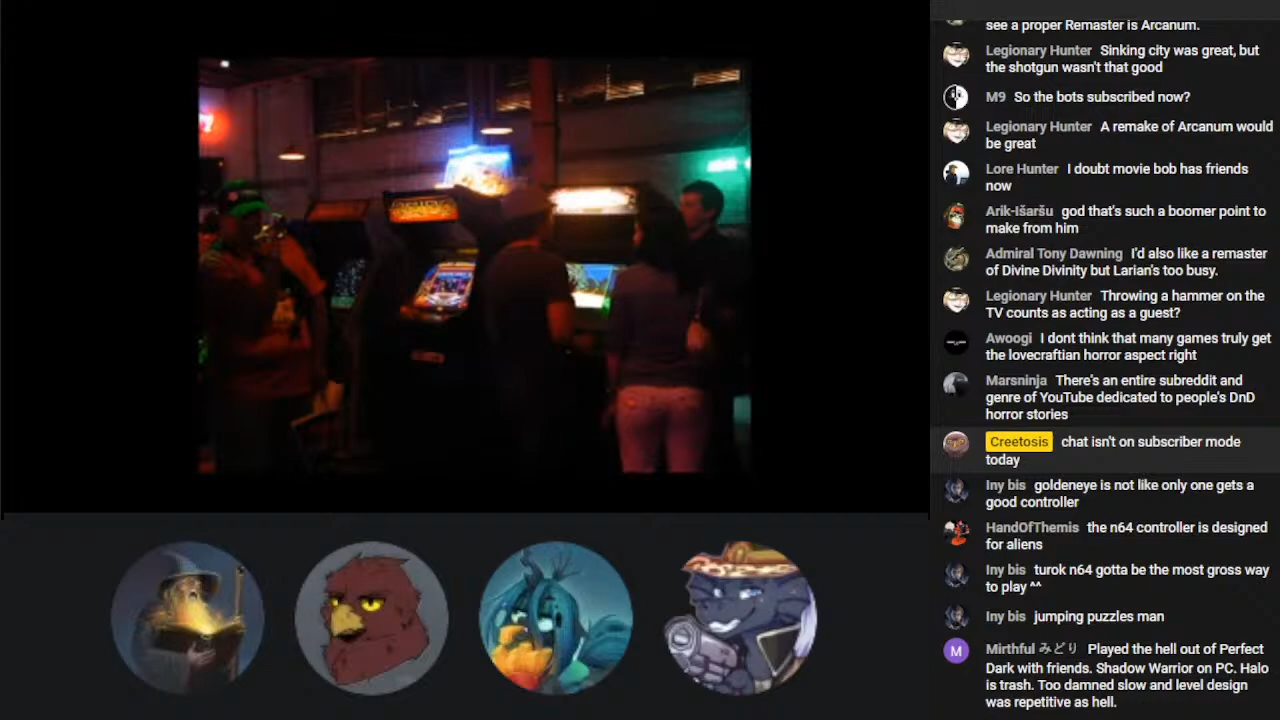 see a proper Remaster is Arcanum.
Legionary Hunter Sinking city was great, but
the shotgun wasn't that good
M9 So the bots subscribed now?
Legionary Hunter A remake of Arcanum would
be great
Lore Hunter I doubt movie bob has friends
now
Arik-Išaršu god that's such a boomer point to
make from him
Admiral Tony Dawning I'd also like a remaster
of Divine Divinity but Larian's too busy.
Legionary Hunter Throwing a hammer on the
TV counts as acting as a guest?
Awoogi I dont think that many games truly get
the lovecraftian horror aspect right
Marsninja There's an entire subreddit and
genre of YouTube dedicated to people's DnD
horror stories
Creetosis chat isn't on subscriber mode
today
Iny bis goldeneye is not like only one gets a
good controller
HandOfThemis the n64 controller is designed
for aliens
Iny bis turok n64 gotta be the most gross way
to play ^^
Iny bis jumping puzzles man
M
Mirthful みどり Played the hell out of Perfect
Dark with friends. Shadow Warrior on PC. Halo
is trash. Too damned slow and level design
was repetitive as hell.